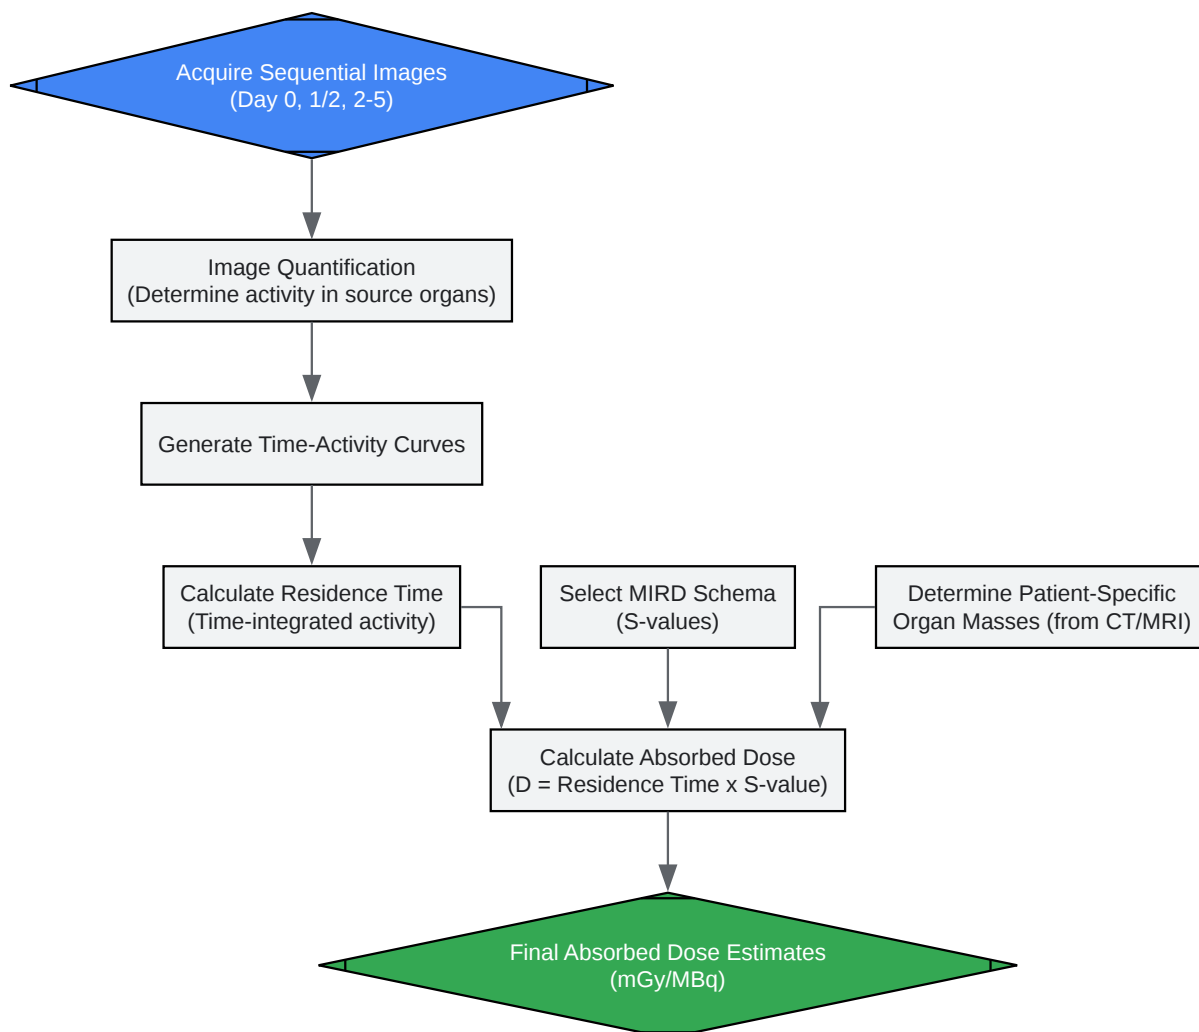 Acquire Sequential Images
(Day 0, 1/2, 2-5)
Image Quantification
(Determine activity in source organs)
Generate Time-Activity Curves
Calculate Residence Time
(Time-integrated activity)
Select MIRD Schema
(S-values)
Determine Patient-Specific
Organ Masses (from CT/MRI)
Calculate Absorbed Dose
(D = Residence Time x S-value)
Final Absorbed Dose Estimates
(mGy/MBq)